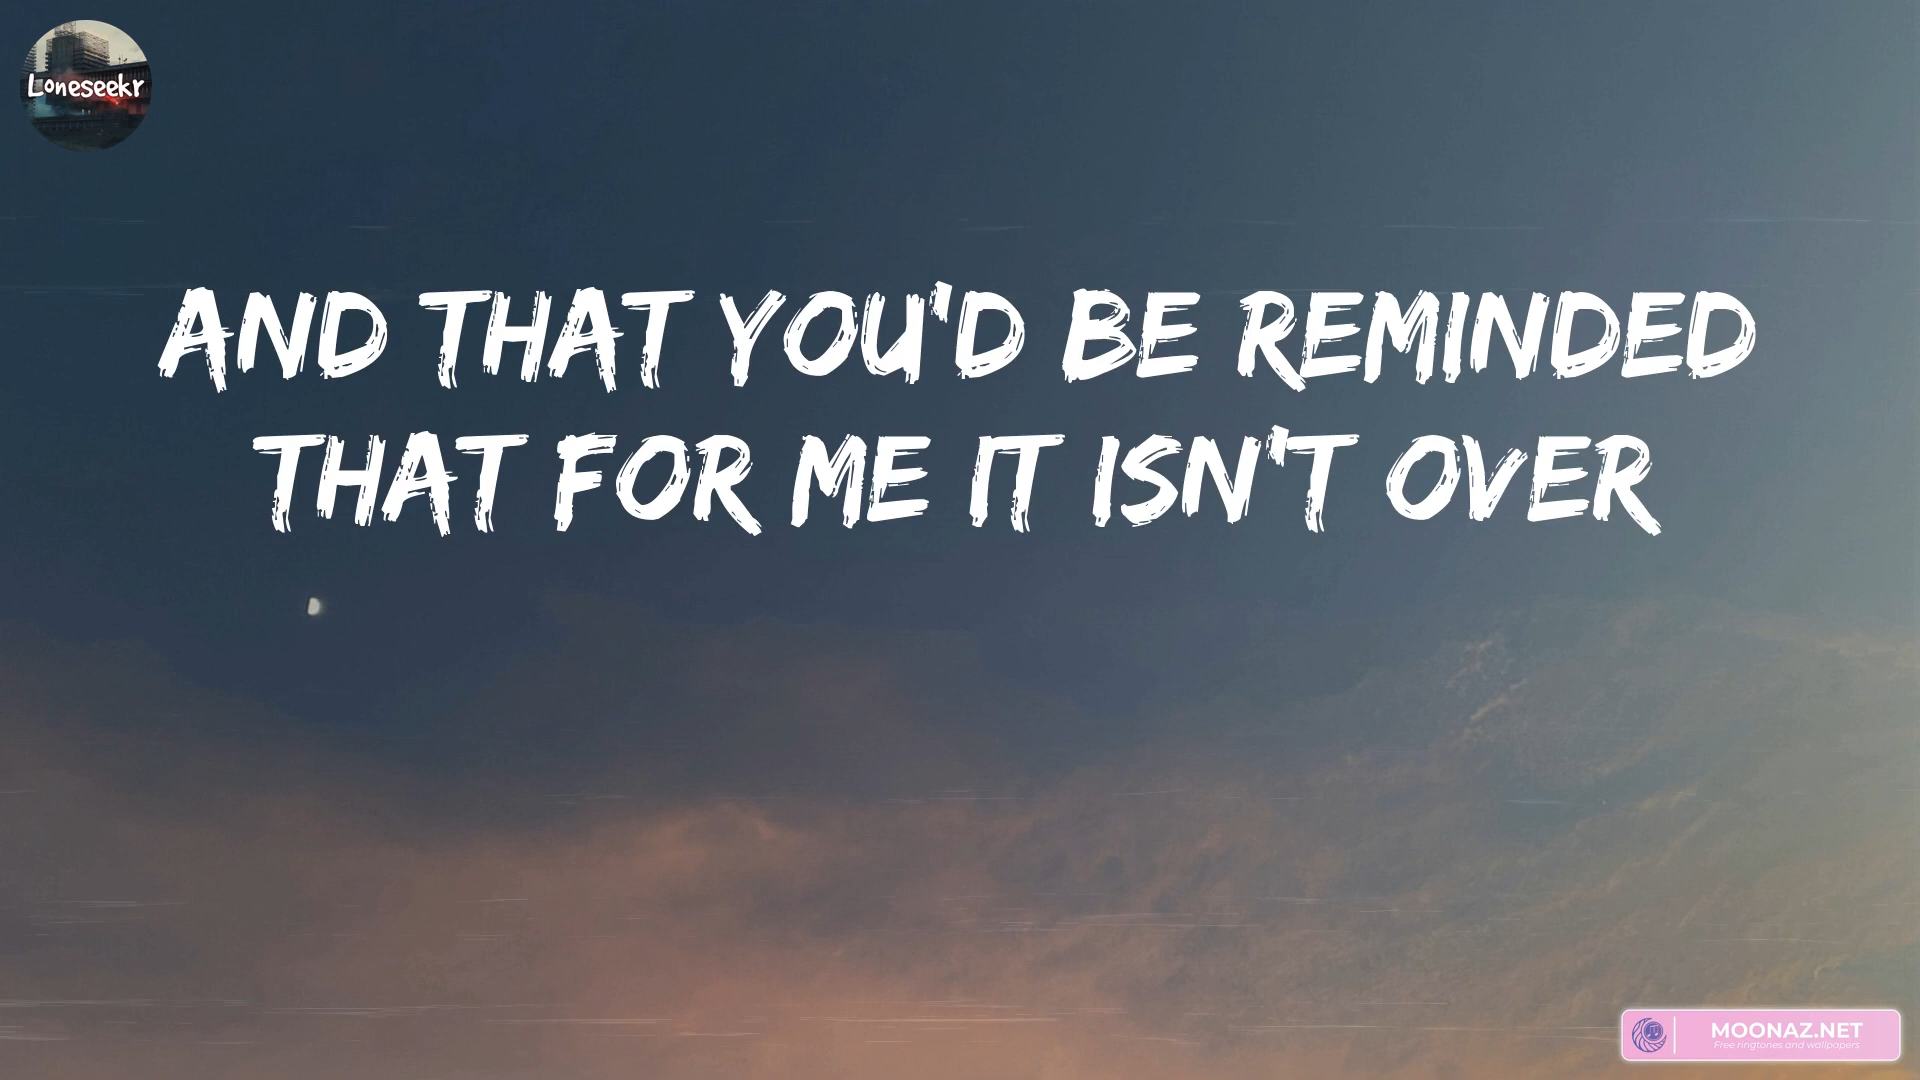 Loneseekr
AND THAT YOU'D BE REMINDED
THAT FOR ME IT ISN'T OVER
MOONAZ.NET
Free ringtones and wallpapers